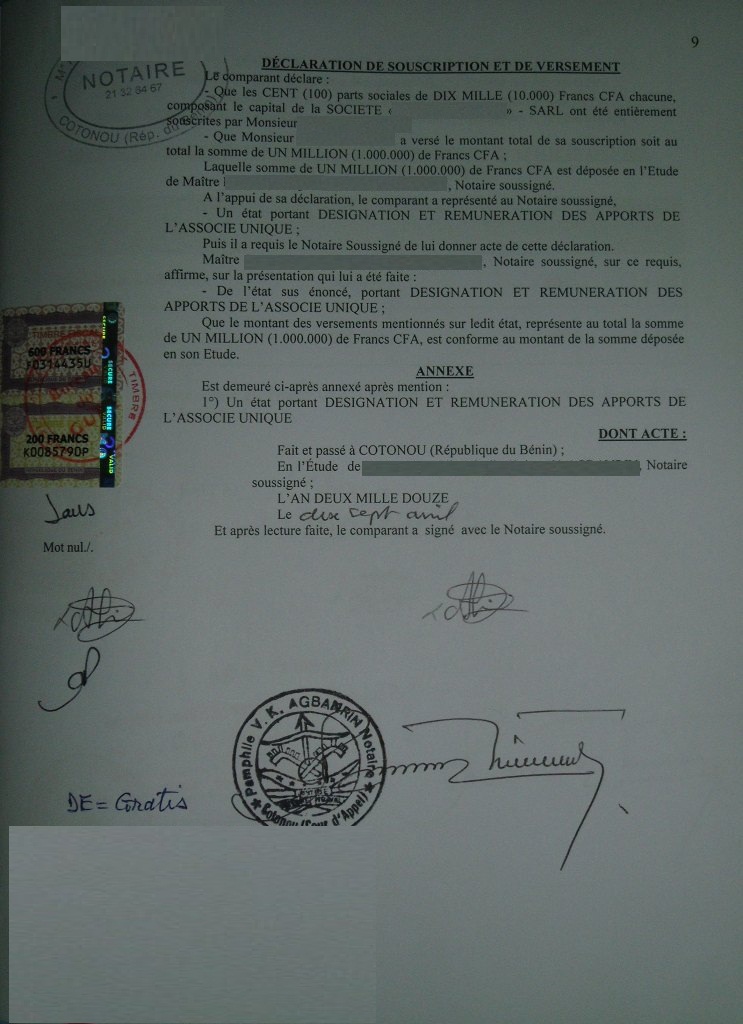 9
NOTAIRE
21 32 64 67
COTONOU (Rép. du
DÉCLARATION DE SOUSCRIPTION ET DE VERSEMENT
Le comparant déclare :
- Que les CENT (100) parts sociales de DIX MILLE (10.000) Francs CFA chacune,
composant le capital de la SOCIETE « » - SARL ont été entièrement
souscrites par Monsieur
- Que Monsieur a versé le montant total de sa souscription soit au
total la somme de UN MILLION (1.000.000) de Francs CFA ;
Laquelle somme de UN MILLION (1.000.000) de Francs CFA est déposée en l'Etude
de Maître , Notaire soussigné.
A l'appui de sa déclaration, le comparant a représenté au Notaire soussigné,
- Un état portant DESIGNATION ET REMUNERATION DES APPORTS DE
L'ASSOCIE UNIQUE ;
Puis il a requis le Notaire Soussigné de lui donner acte de cette déclaration.
Maître , Notaire soussigné, sur ce requis,
affirme, sur la présentation qui lui a été faite :
- De l'état sus énoncé, portant DESIGNATION ET REMUNERATION DES
APPORTS DE L'ASSOCIE UNIQUE ;
Que le montant des versements mentionnés sur ledit état, représente au total la somme
de UN MILLION (1.000.000) de Francs CFA, est conforme au montant de la somme déposée
en son Etude.
ANNEXE
Est demeuré ci-après annexé après mention :
1°) Un état portant DESIGNATION ET REMUNERATION DES APPORTS DE
L'ASSOCIE UNIQUE
DONT ACTE :
Fait et passé à COTONOU (République du Bénin) ;
En l'Étude de , Notaire
soussigné ;
L'AN DEUX MILLE DOUZE
Le dix sept avril
Et après lecture faite, le comparant a signé avec le Notaire soussigné.
600 FRANCS
K0314435U
TIMBRE
200 FRANCS
K0085790P
SECURE
VALID
Mot nul./.
Pamphile V. K. AGBANRIN Notaire
Cotonou (Cour d'Appel)
DE = Gratis